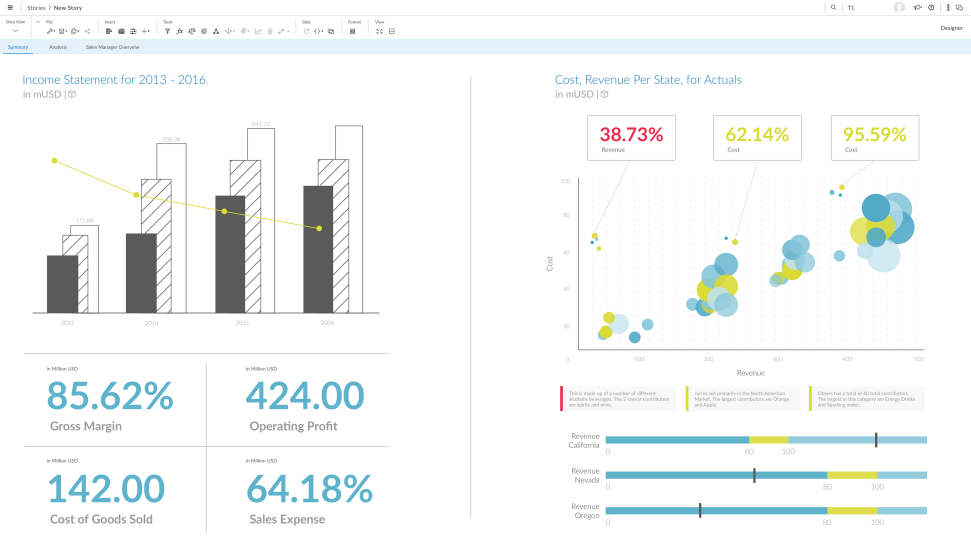 Stories > New Story
T1
Data View
File
Insert
Tools
Data
Format
View
Designer
Summary
Analysis
Sales Manager Overveiw
Income Statement for 2013 - 2016
in mUSD |
171.88
208.38
245.72
2013
2014
2015
2016
in Million USD
85.62%
Gross Margin
in Million USD
424.00
Operating Profit
in Million USD
142.00
Cost of Goods Sold
in Million USD
64.18%
Sales Expense
Cost, Revenue Per State, for Actuals
in mUSD |
38.73%
Revenue
62.14%
Cost
95.59%
Cost
100
80
60
40
20
Cost
0
100
200
300
400
500
Revenue
This is made up of a number of different
alcoholic beverages. The 2 lowest contributors
are spirits and wine.
Juices sell primarily in the North American
Market. The largest contributors are Orange
and Apple.
Others has a total of 40 total contributors.
The largest in this category are Energy Drinks
and Sparking water.
Revenue
California
0
80
100
Revenue
Nevada
0
80
100
Revenue
Oregon
0
80
100